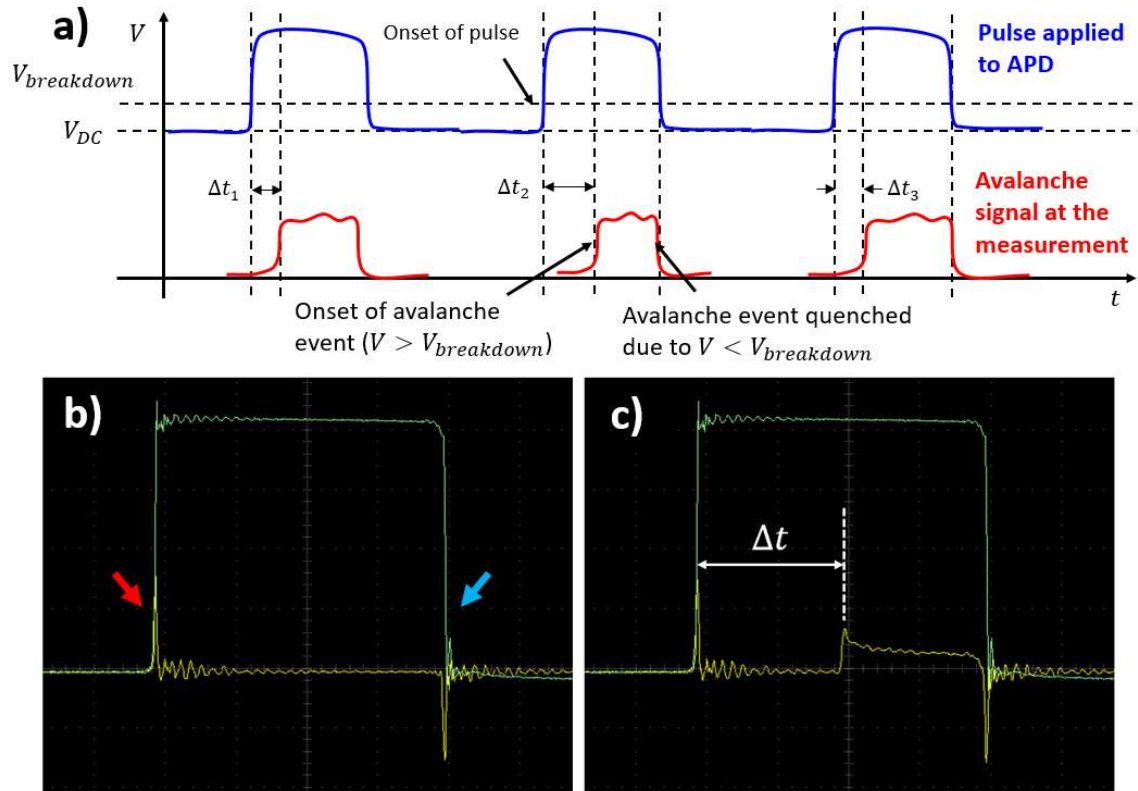 a)
V
Onset of pulse
Pulse applied
to APD
V_breakdown
V_DC
Δt_1
Δt_2
Δt_3
Avalanche
signal at the
measurement
t
Onset of avalanche
event (V > V_breakdown)
Avalanche event quenched
due to V < V_breakdown
b)
c)
Δt